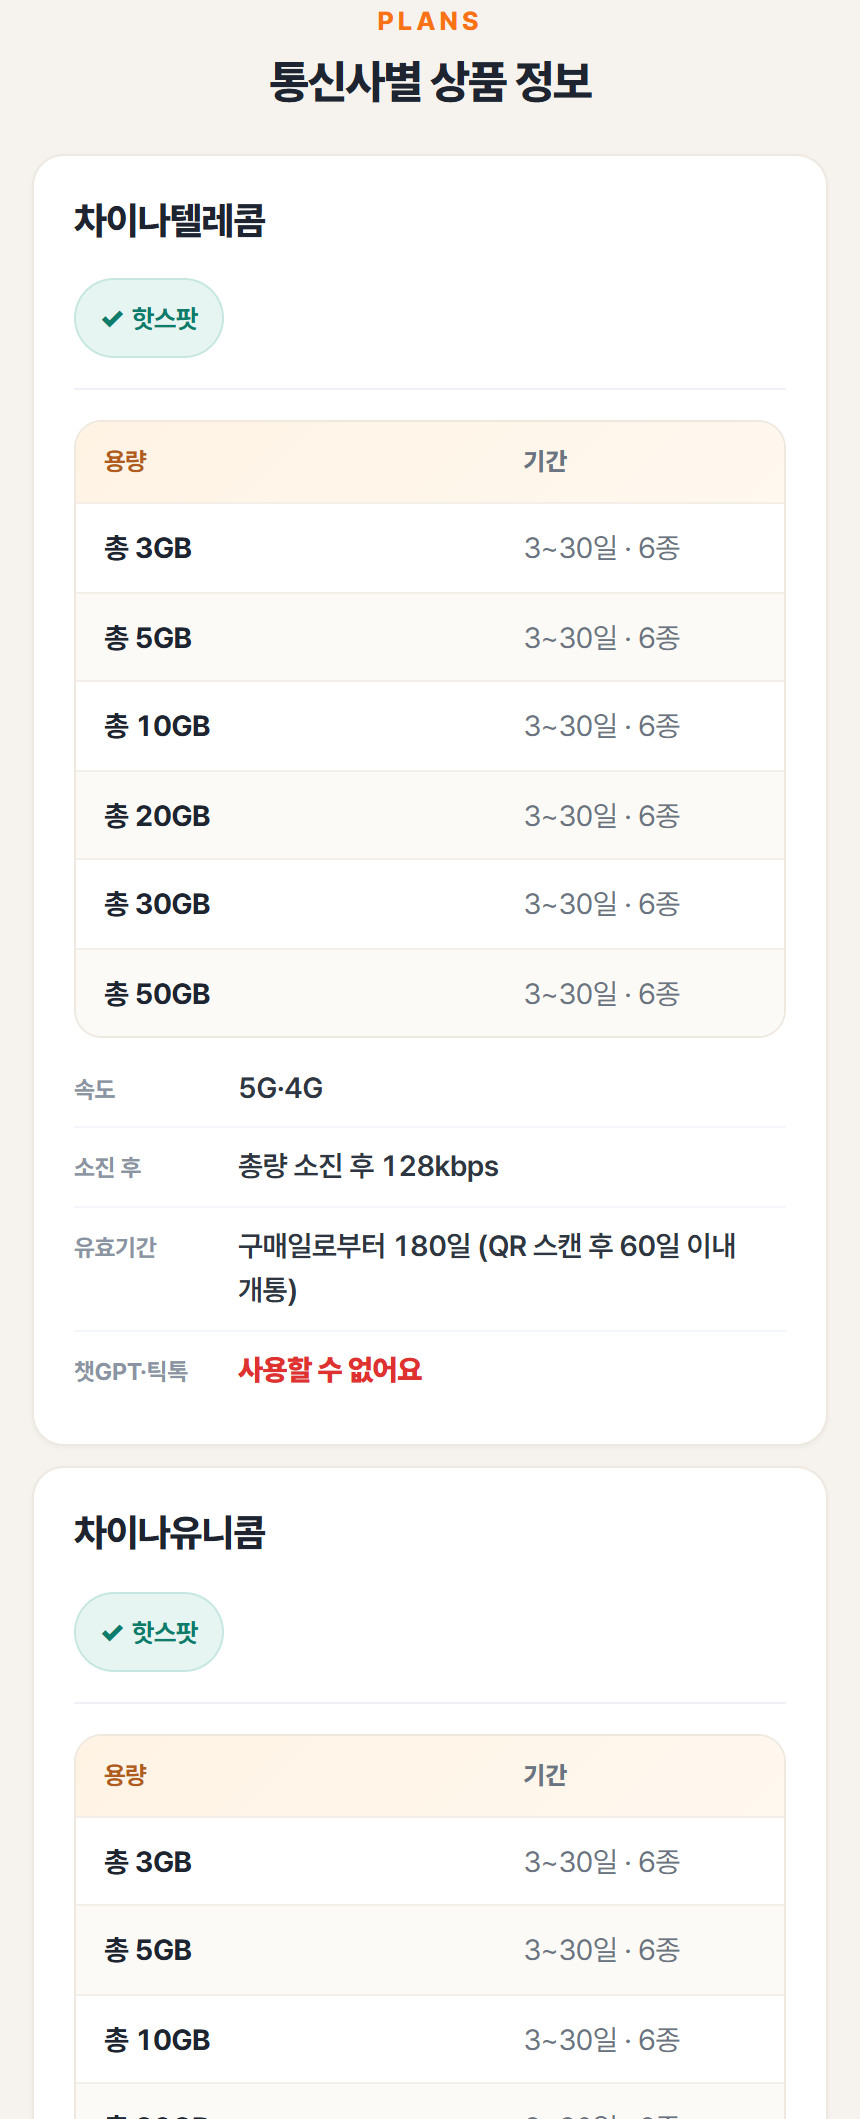 PLANS
통신사별 상품 정보
차이나텔레콤
✓ 핫스팟
용량 기간
총 3GB 3~30일 · 6종
총 5GB 3~30일 · 6종
총 10GB 3~30일 · 6종
총 20GB 3~30일 · 6종
총 30GB 3~30일 · 6종
총 50GB 3~30일 · 6종
속도 5G·4G
소진 후 총량 소진 후 128kbps
유효기간 구매일로부터 180일 (QR 스캔 후 60일 이내
개통)
챗GPT·틱톡 사용할 수 없어요
차이나유니콤
✓ 핫스팟
용량 기간
총 3GB 3~30일 · 6종
총 5GB 3~30일 · 6종
총 10GB 3~30일 · 6종